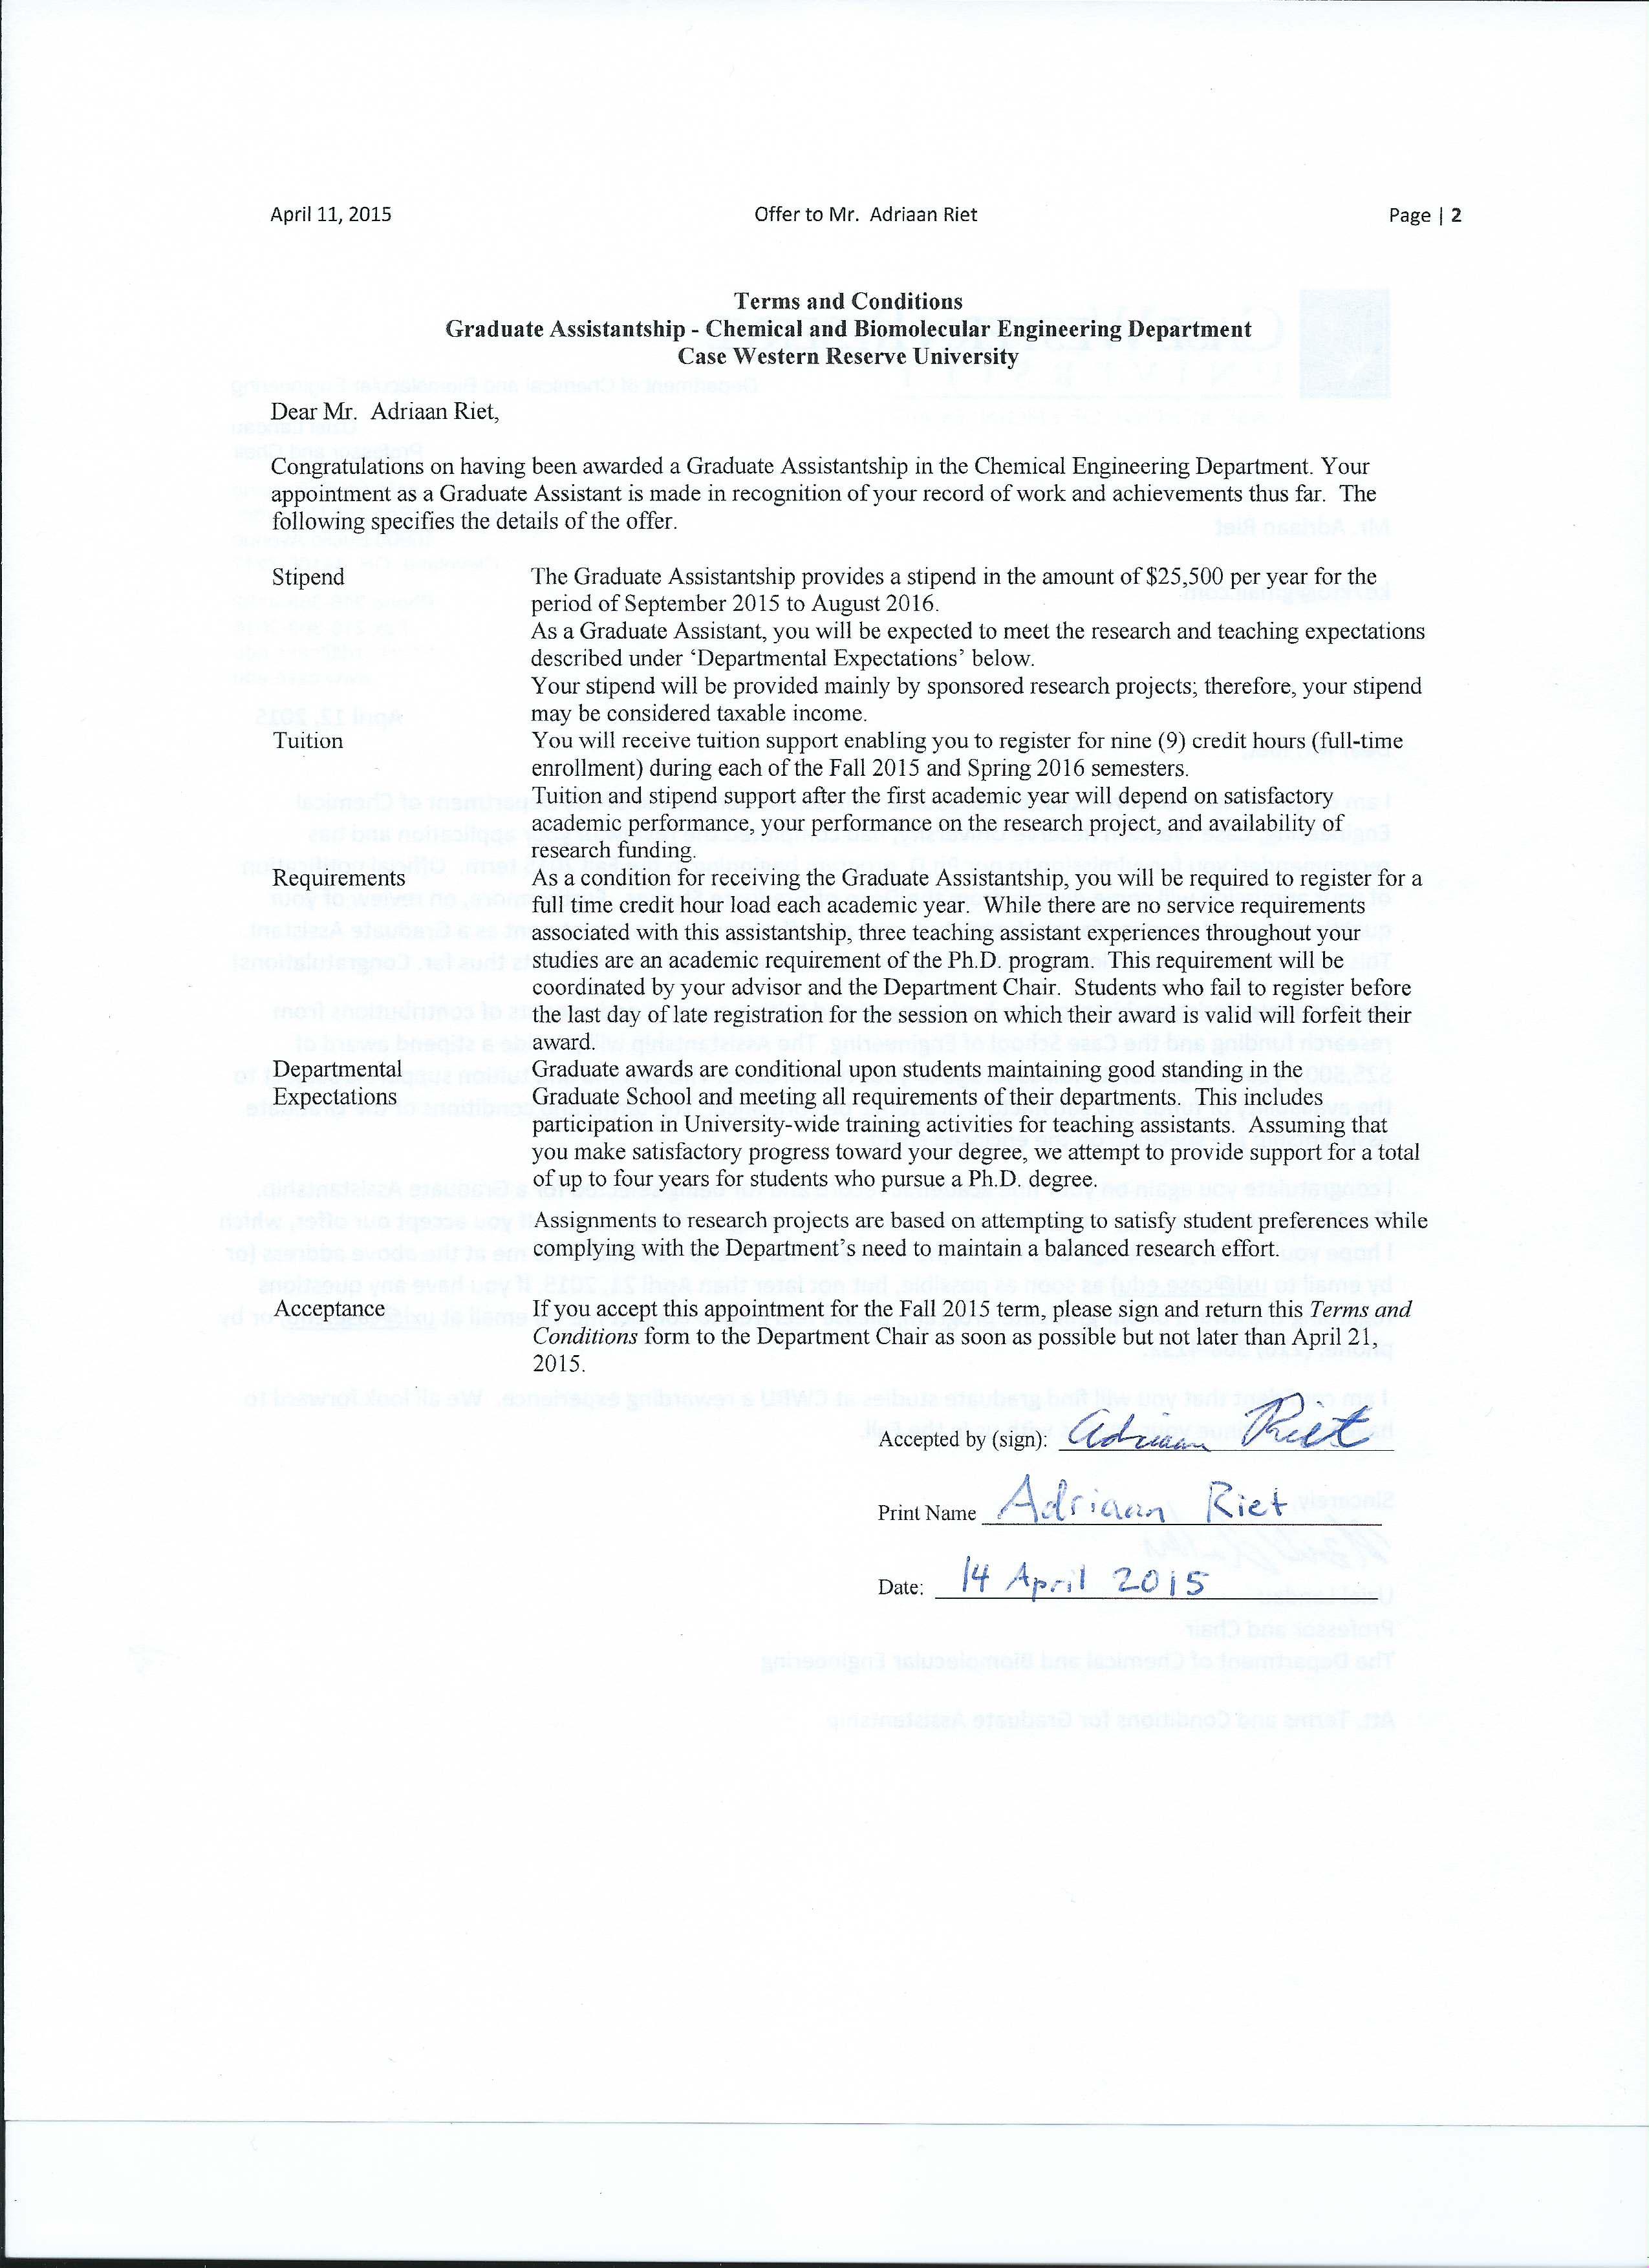 April 11, 2015 Offer to Mr.  Adriaan Riet Page | 2
Terms and Conditions
Graduate Assistantship - Chemical and Biomolecular Engineering Department
Case Western Reserve University
Dear Mr.  Adriaan Riet,
Congratulations on having been awarded a Graduate Assistantship in the Chemical Engineering Department. Your
appointment as a Graduate Assistant is made in recognition of your record of work and achievements thus far.  The
following specifies the details of the offer.
Stipend The Graduate Assistantship provides a stipend in the amount of $25,500 per year for the
period of September 2015 to August 2016.
As a Graduate Assistant, you will be expected to meet the research and teaching expectations
described under ‘Departmental Expectations’ below.
Your stipend will be provided mainly by sponsored research projects; therefore, your stipend
may be considered taxable income.
Tuition You will receive tuition support enabling you to register for nine (9) credit hours (full-time
enrollment) during each of the Fall 2015 and Spring 2016 semesters.
Tuition and stipend support after the first academic year will depend on satisfactory
academic performance, your performance on the research project, and availability of
research funding.
Requirements As a condition for receiving the Graduate Assistantship, you will be required to register for a
full time credit hour load each academic year.  While there are no service requirements
associated with this assistantship, three teaching assistant experiences throughout your
studies are an academic requirement of the Ph.D. program.  This requirement will be
coordinated by your advisor and the Department Chair.  Students who fail to register before
the last day of late registration for the session on which their award is valid will forfeit their
award.
Departmental Graduate awards are conditional upon students maintaining good standing in the
Expectations Graduate School and meeting all requirements of their departments.  This includes
participation in University-wide training activities for teaching assistants.  Assuming that
you make satisfactory progress toward your degree, we attempt to provide support for a total
of up to four years for students who pursue a Ph.D. degree.
Assignments to research projects are based on attempting to satisfy student preferences while
complying with the Department’s need to maintain a balanced research effort.
Acceptance If you accept this appointment for the Fall 2015 term, please sign and return this Terms and
Conditions form to the Department Chair as soon as possible but not later than April 21,
2015.
Accepted by (sign): Adriaan Riet
Print Name Adriaan Riet
Date: 14 April 2015